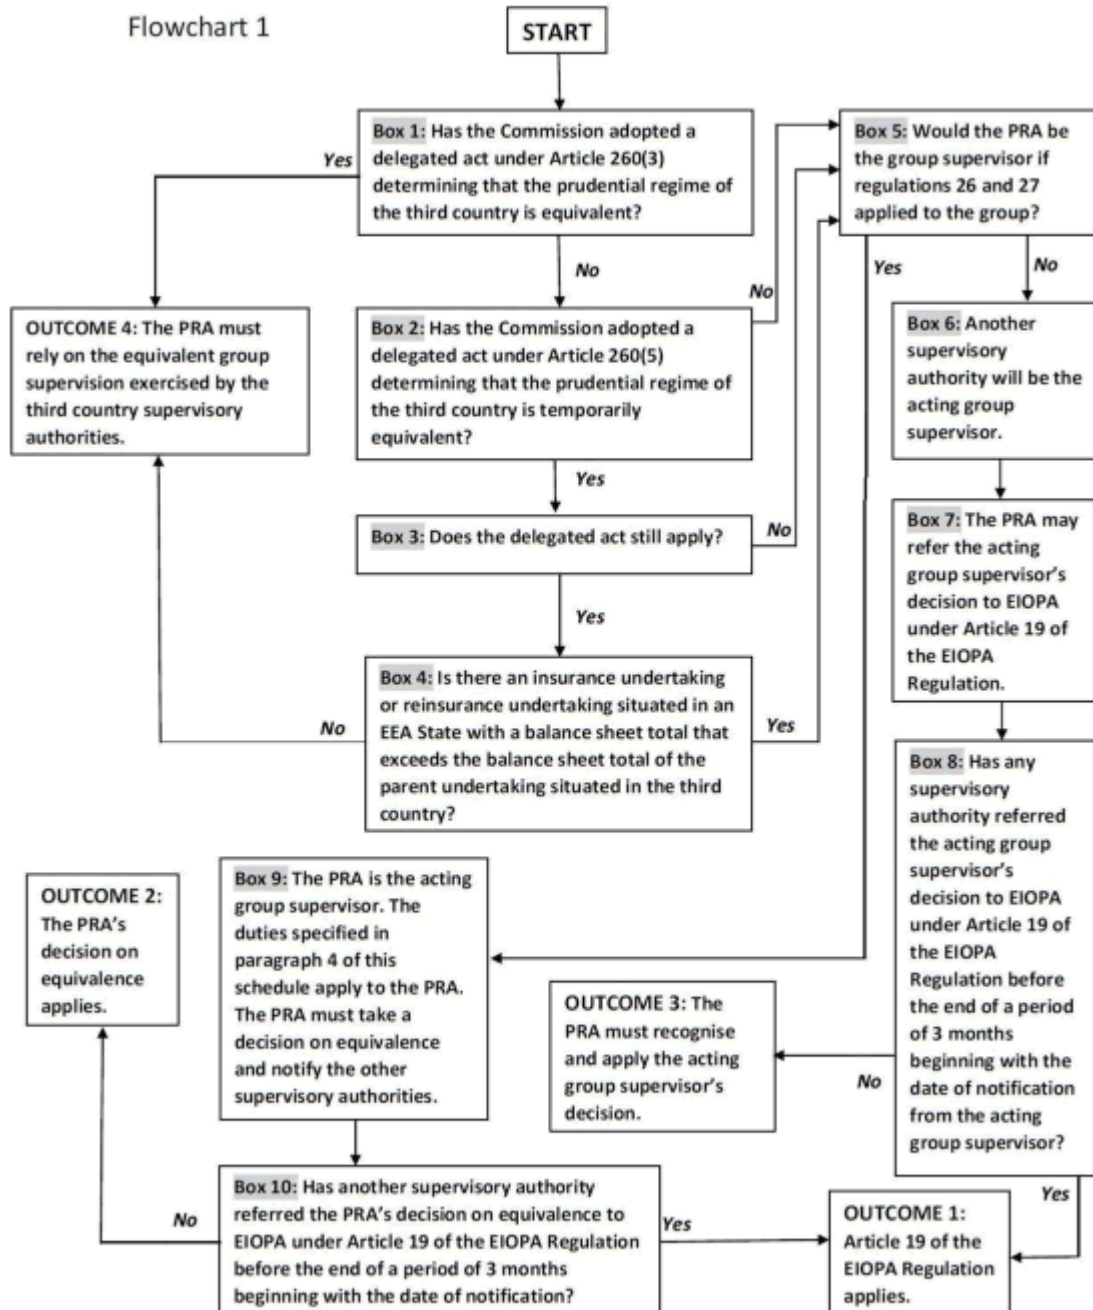 Flowchart 1
START
Box 1: Has the Commission adopted a
delegated act under Article 260(3)
determining that the prudential regime of
the third country is equivalent?
Yes
No
Box 5: Would the PRA be
the group supervisor if
regulations 26 and 27
applied to the group?
Yes
No
No
OUTCOME 4: The PRA must
rely on the equivalent group
supervision exercised by the
third country supervisory
authorities.
Box 2: Has the Commission adopted a
delegated act under Article 260(5)
determining that the prudential regime of
the third country is temporarily
equivalent?
Yes
Box 6: Another
supervisory
authority will be the
acting group
supervisor.
Box 3: Does the delegated act still apply?
No
Yes
Box 7: The PRA may
refer the acting
group supervisor's
decision to EIOPA
under Article 19 of
the EIOPA
Regulation.
Box 4: Is there an insurance undertaking
or reinsurance undertaking situated in an
EEA State with a balance sheet total that
exceeds the balance sheet total of the
parent undertaking situated in the third
country?
No
Yes
Box 8: Has any
supervisory
authority referred
the acting group
supervisor's
decision to EIOPA
under Article 19 of
the EIOPA
Regulation before
the end of a period
of 3 months
beginning with the
date of notification
from the acting
group supervisor?
No
Yes
OUTCOME 2:
The PRA's
decision on
equivalence
applies.
Box 9: The PRA is the acting
group supervisor. The
duties specified in
paragraph 4 of this
schedule apply to the PRA.
The PRA must take a
decision on equivalence
and notify the other
supervisory authorities.
OUTCOME 3: The
PRA must recognise
and apply the acting
group supervisor's
decision.
Box 10: Has another supervisory authority
referred the PRA's decision on equivalence to
EIOPA under Article 19 of the EIOPA Regulation
before the end of a period of 3 months
beginning with the date of notification?
No
Yes
OUTCOME 1:
Article 19 of the
EIOPA Regulation
applies.